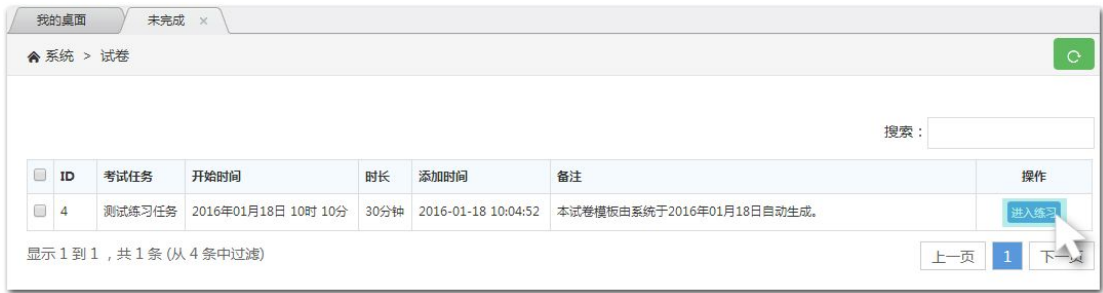 我的桌面 未完成 ×
系统 > 试卷
搜索：
ID 考试任务 开始时间 时长 添加时间 备注 操作
4 测试练习任务 2016年01月18日 10时 10分 30分钟 2016-01-18 10:04:52 本试卷模板由系统于2016年01月18日自动生成。 进入练习
显示 1 到 1 ，共 1 条 (从 4 条中过滤) 上一页 1 下一页